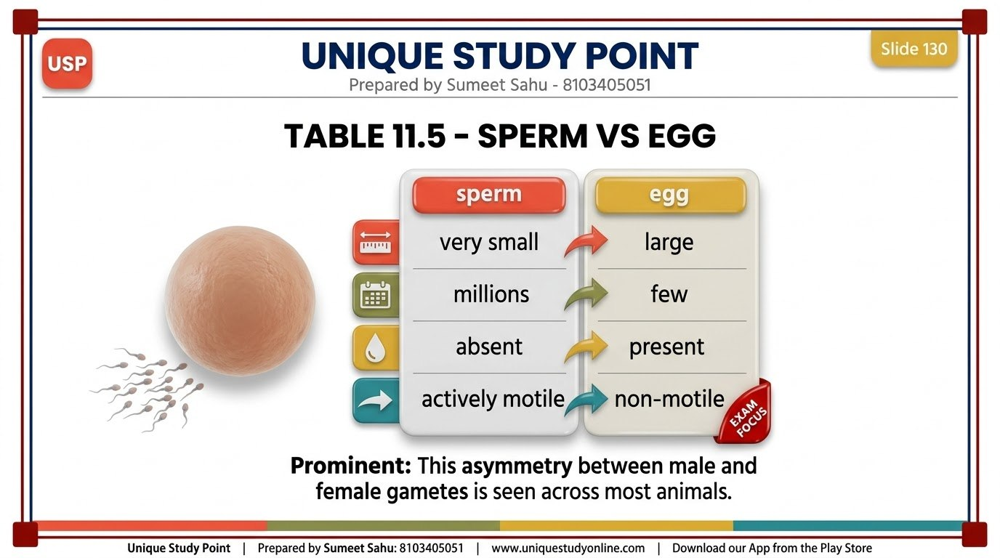 USP
UNIQUE STUDY POINT
Slide 130
Prepared by Sumeet Sahu - 8103405051
TABLE 11.5 - SPERM VS EGG
sperm egg
very small large
millions few
absent present
actively motile non-motile
EXAM
FOCUS
Prominent: This asymmetry between male and
female gametes is seen across most animals.
Unique Study Point | Prepared by Sumeet Sahu: 8103405051 | www.uniquestudyonline.com | Download our App from the Play Store